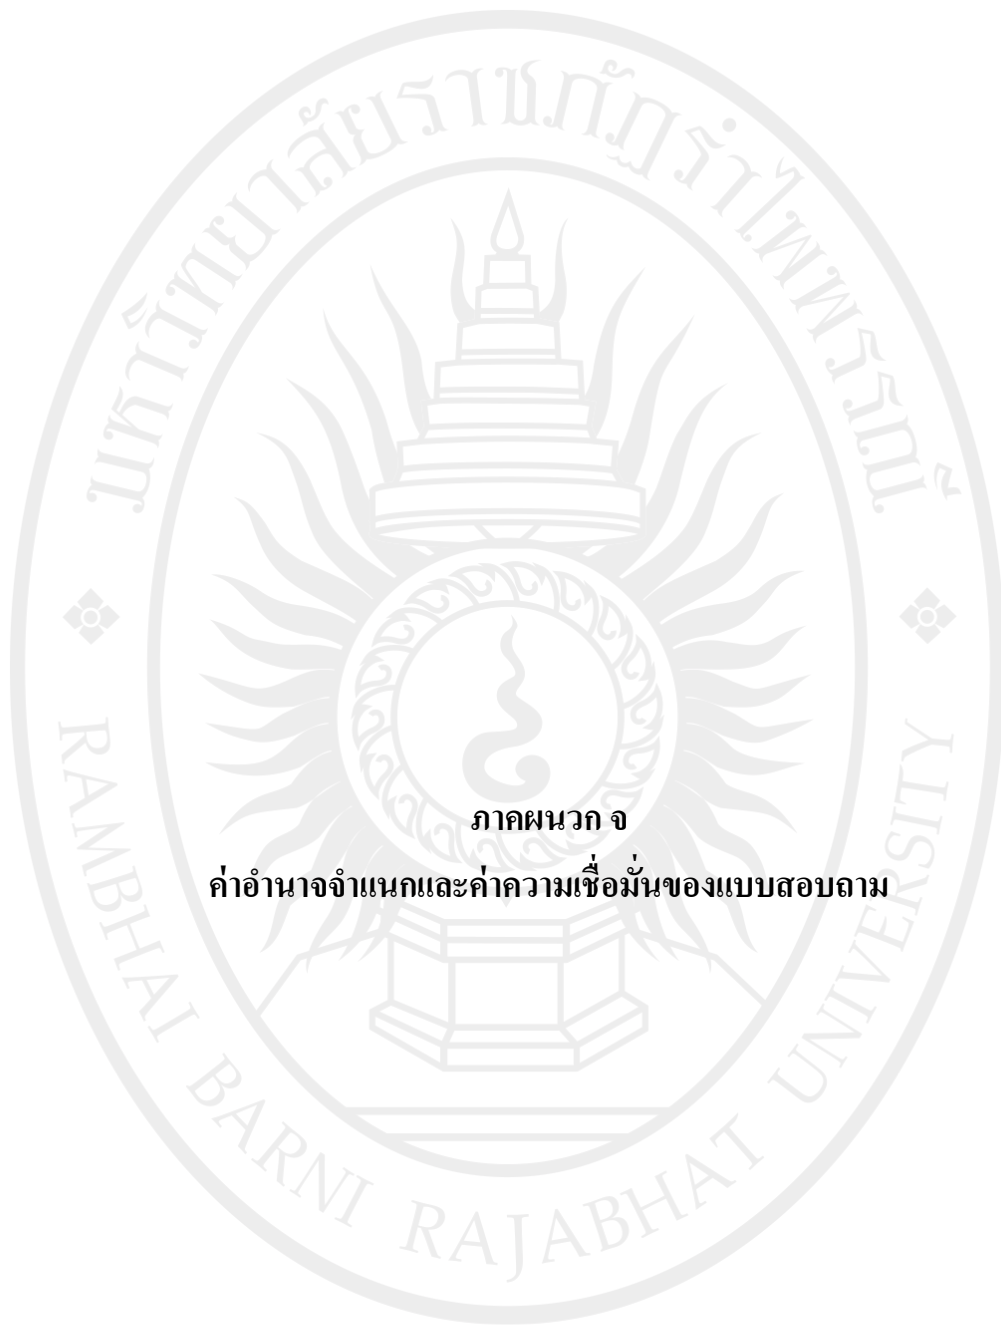 มหาวิทยาลัยราชภัฏรำไพพรรณี
ภาคผนวก จ
ค่าอำนาจจำแนกและค่าความเชื่อมั่นของแบบสอบถาม
RAMBHAI BARNI RAJABHAT UNIVERSITY